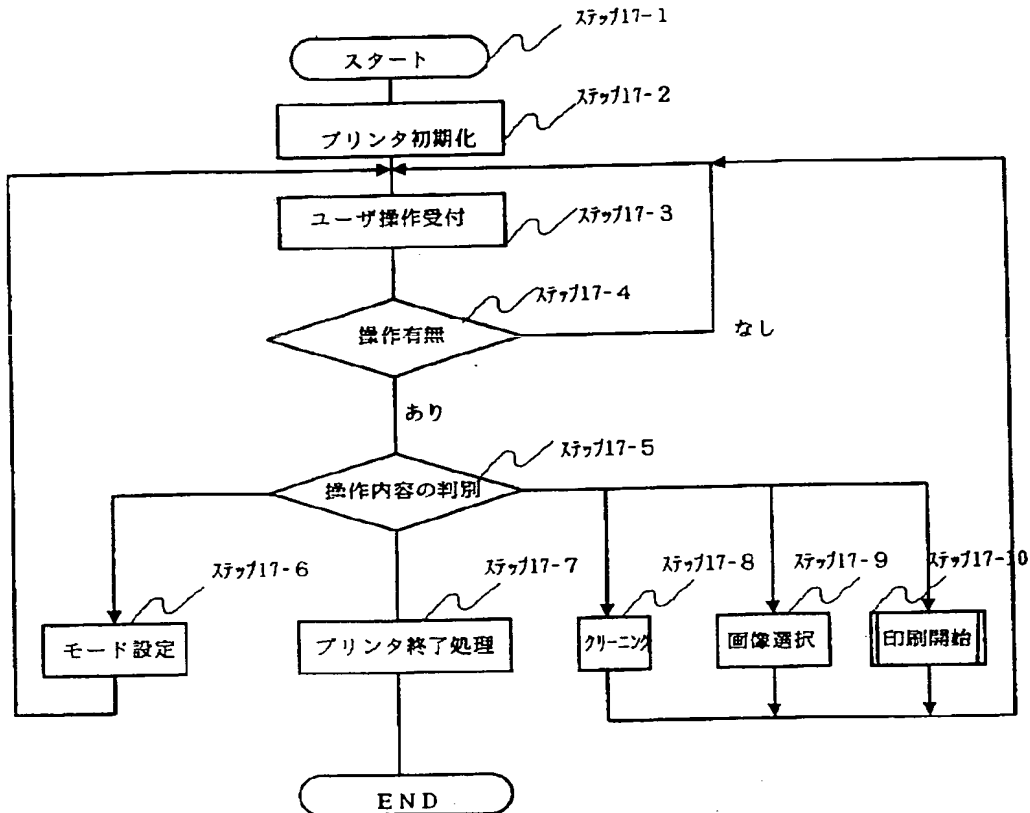 ｽﾃｯﾌﾟ17-1
スタート
ｽﾃｯﾌﾟ17-2
プリンタ初期化
ユーザ操作受付
ｽﾃｯﾌﾟ17-3
ｽﾃｯﾌﾟ17-4
操作有無
なし
あり
ｽﾃｯﾌﾟ17-5
操作内容の判別
ｽﾃｯﾌﾟ17-6
ｽﾃｯﾌﾟ17-7
ｽﾃｯﾌﾟ17-8
ｽﾃｯﾌﾟ17-9
ｽﾃｯﾌﾟ17-10
モード設定
プリンタ終了処理
ｸﾘｰﾆﾝｸﾞ
画像選択
印刷開始
END